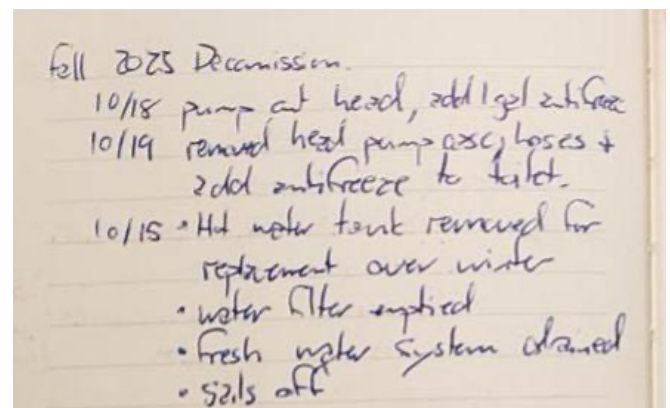 Fall 2025 Decomission.
10/18 pump out head, add 1 gal antifreeze
10/19 removed head pump assc, hoses +
add antifreeze to toilet.
10/15 • Hot water tank removed for
replacement over winter
• water filter emptied
• fresh water system drained
• sails off